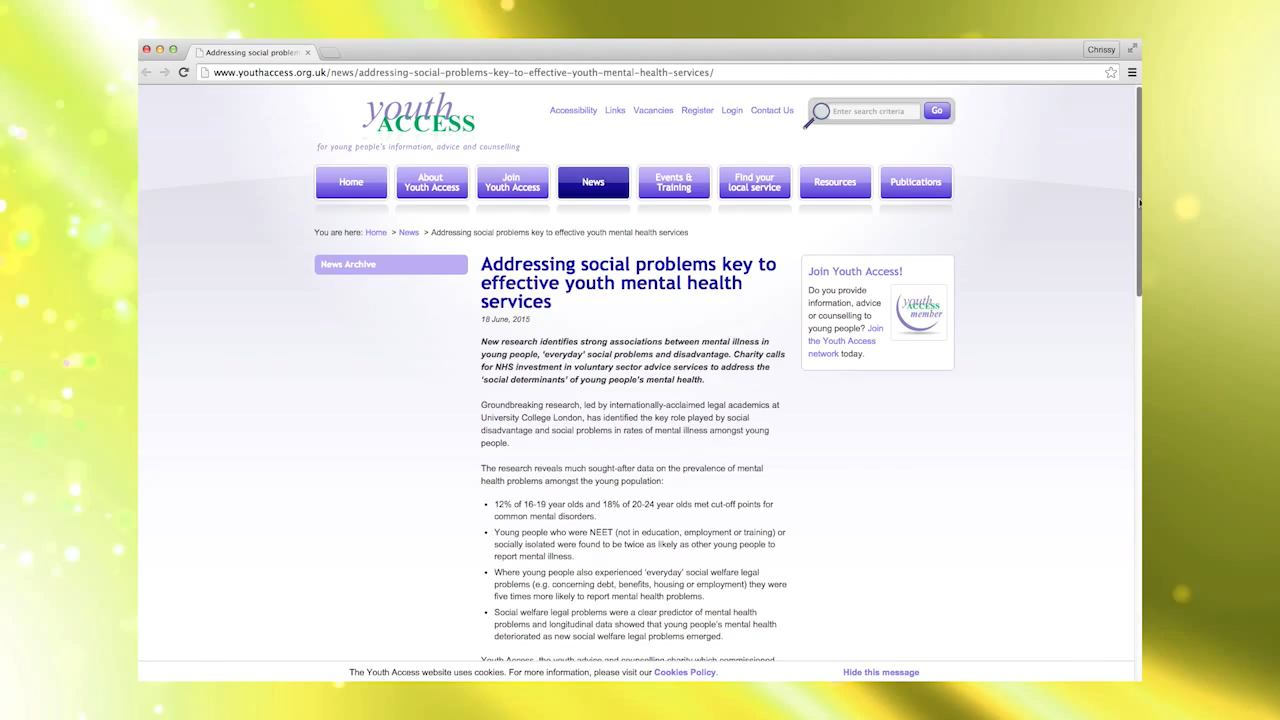 Addressing social problem
Chrissy
www.youthaccess.org.uk/news/addressing-social-problems-key-to-effective-youth-mental-health-services/
youth
ACCESS
for young people's information, advice and counselling
Accessibility Links Vacancies Register Login Contact Us
Enter search criteria
Go
Home
About
Youth Access
Join
Youth Access
News
Events &
Training
Find your
local service
Resources
Publications
You are here: Home > News > Addressing social problems key to effective youth mental health services
News Archive
Addressing social problems key to
effective youth mental health
services
18 June, 2015
New research identifies strong associations between mental illness in
young people, ‘everyday’ social problems and disadvantage. Charity calls
for NHS investment in voluntary sector advice services to address the
‘social determinants’ of young people's mental health.
Groundbreaking research, led by internationally-acclaimed legal academics at
University College London, has identified the key role played by social
disadvantage and social problems in rates of mental illness amongst young
people.
The research reveals much sought-after data on the prevalence of mental
health problems amongst the young population:
• 12% of 16-19 year olds and 18% of 20-24 year olds met cut-off points for
common mental disorders.
• Young people who were NEET (not in education, employment or training) or
socially isolated were found to be twice as likely as other young people to
report mental illness.
• Where young people also experienced ‘everyday’ social welfare legal
problems (e.g. concerning debt, benefits, housing or employment) they were
five times more likely to report mental health problems.
• Social welfare legal problems were a clear predictor of mental health
problems and longitudinal data showed that young people's mental health
deteriorated as new social welfare legal problems emerged.
Youth Access, the youth advice and counselling charity which commissioned
Join Youth Access!
Do you provide
information, advice
or counselling to
young people? Join
the Youth Access
network today.
youth
ACCESS
member
The Youth Access website uses cookies. For more information, please visit our Cookies Policy.
Hide this message